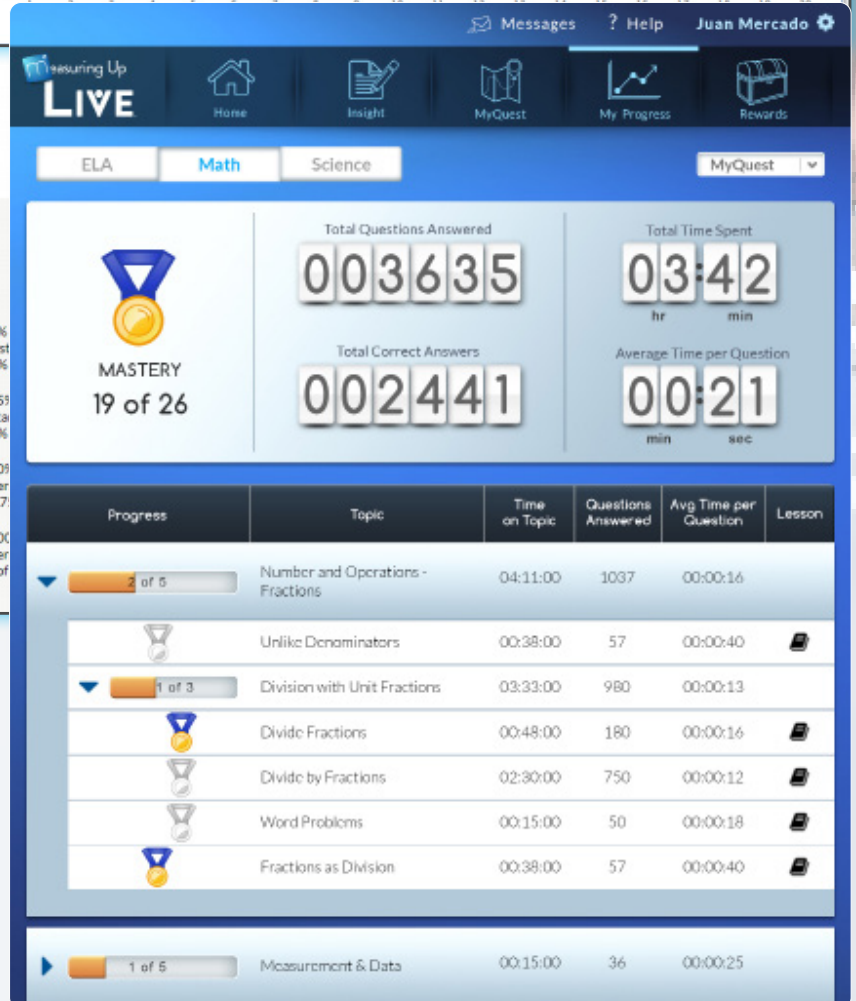 Messages ? Help Juan Mercado
Measuring Up
LIVE
Home Insight MyQuest My Progress Rewards
ELA Math Science MyQuest
Total Questions Answered Total Time Spent
003635 03:42
hr min
MASTERY
19 of 26
Total Correct Answers Average Time per Question
002441 00:21
min sec
Progress Topic Time on Topic Questions Answered Avg Time per Question Lesson
2 of 5 Number and Operations - Fractions 04:11:00 1037 00:00:16
Unlike Denominators 00:38:00 57 00:00:40
1 of 3 Division with Unit Fractions 03:33:00 980 00:00:13
Divide Fractions 00:48:00 180 00:00:16
Divide by Fractions 02:30:00 750 00:00:12
Word Problems 00:15:00 50 00:00:18
Fractions as Division 00:38:00 57 00:00:40
1 of 5 Measurement & Data 00:15:00 36 00:00:25